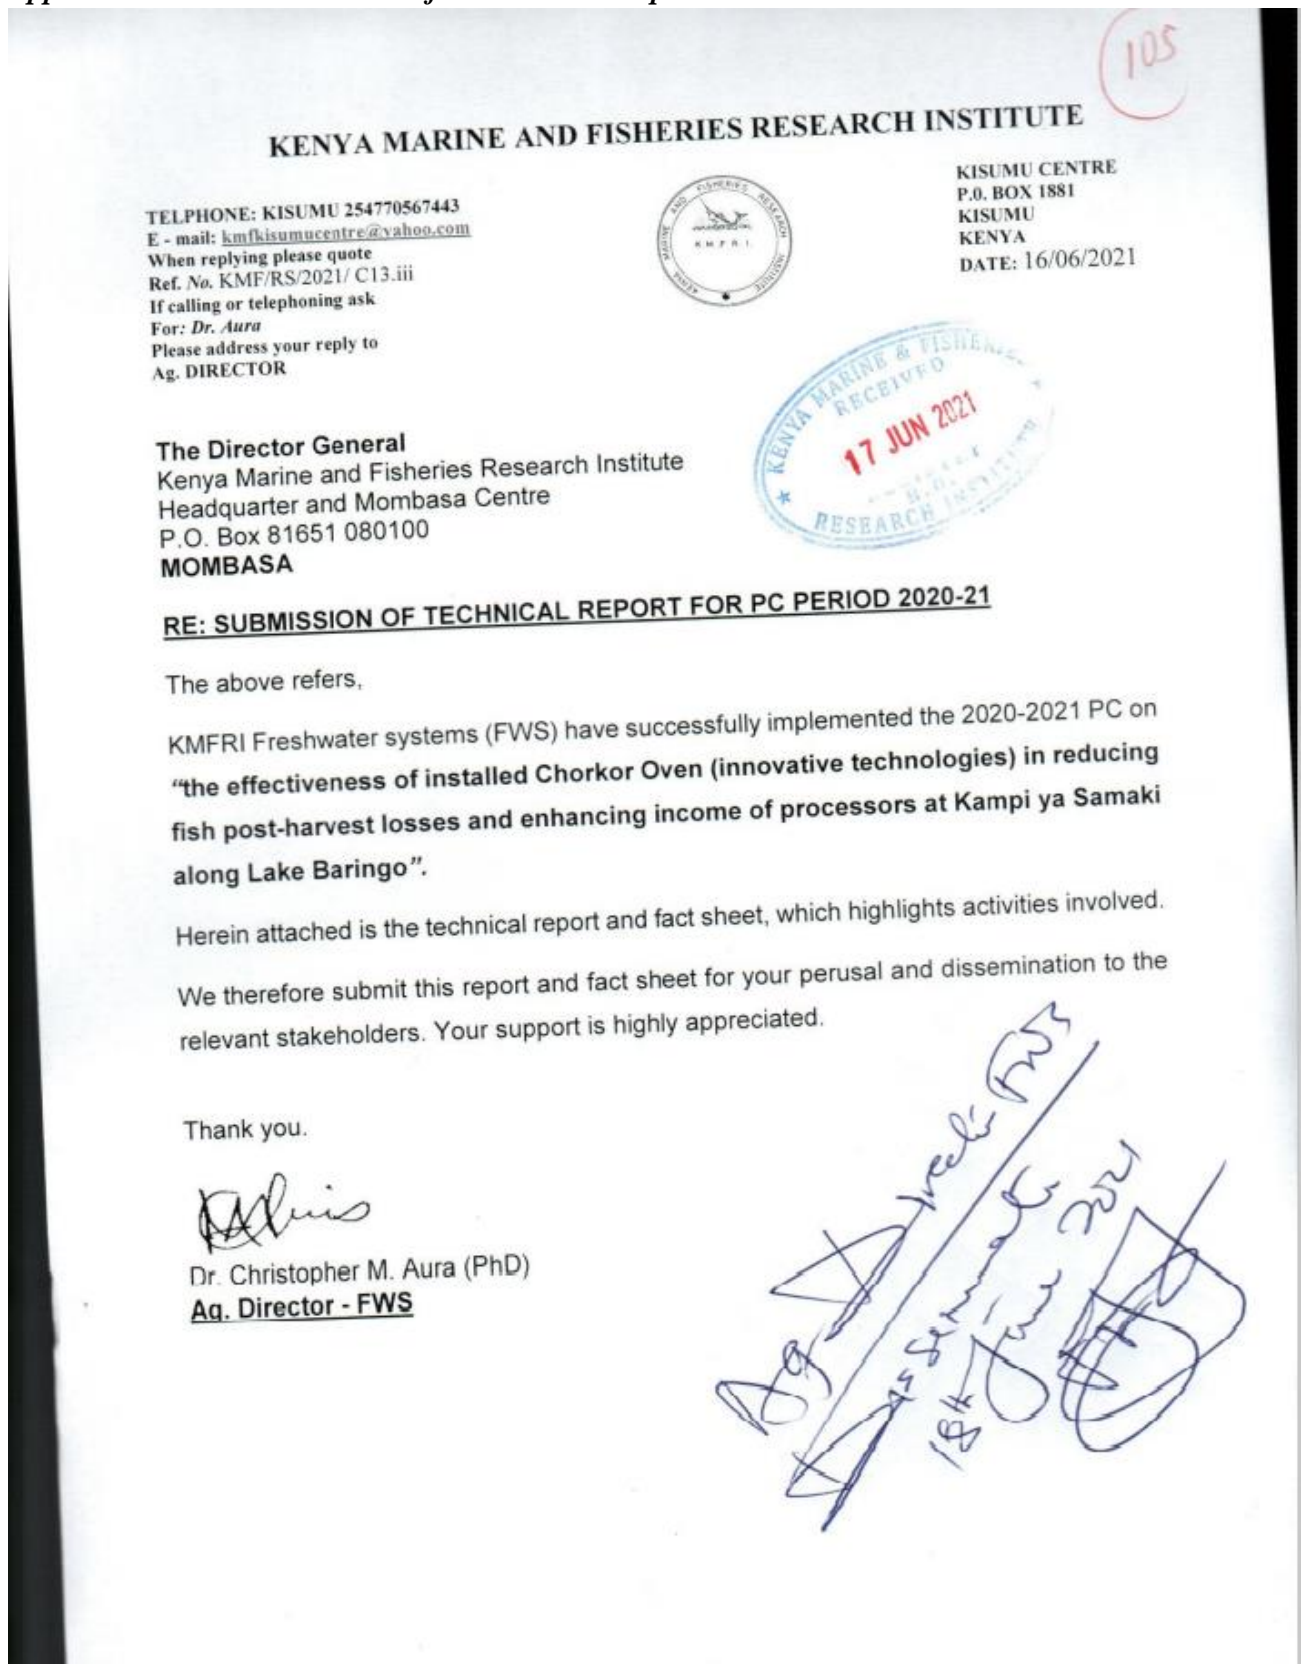 105
KENYA MARINE AND FISHERIES RESEARCH INSTITUTE
TELPHONE: KISUMU 254770567443
E - mail: kmfkisumucentre@yahoo.com
When replying please quote
Ref. No. KMF/RS/2021/ C13.iii
If calling or telephoning ask
For: Dr. Aura
Please address your reply to
Ag. DIRECTOR
KENYA MARINE AND FISHERIES RESEARCH INSTITUTE
K M F R I
KISUMU CENTRE
P.0. BOX 1881
KISUMU
KENYA
DATE: 16/06/2021
KENYA MARINE & FISHERIES
RECEIVED
17 JUN 2021
RESEARCH INSTITUTE
The Director General
Kenya Marine and Fisheries Research Institute
Headquarter and Mombasa Centre
P.O. Box 81651 080100
MOMBASA
RE: SUBMISSION OF TECHNICAL REPORT FOR PC PERIOD 2020-21
The above refers,
KMFRI Freshwater systems (FWS) have successfully implemented the 2020-2021 PC on
“the effectiveness of installed Chorkor Oven (innovative technologies) in reducing
fish post-harvest losses and enhancing income of processors at Kampi ya Samaki
along Lake Baringo”.
Herein attached is the technical report and fact sheet, which highlights activities involved.
We therefore submit this report and fact sheet for your perusal and dissemination to the
relevant stakeholders. Your support is highly appreciated.
Thank you.
Dr. Christopher M. Aura (PhD)
Ag. Director - FWS
Ag FWS
18th June 2021